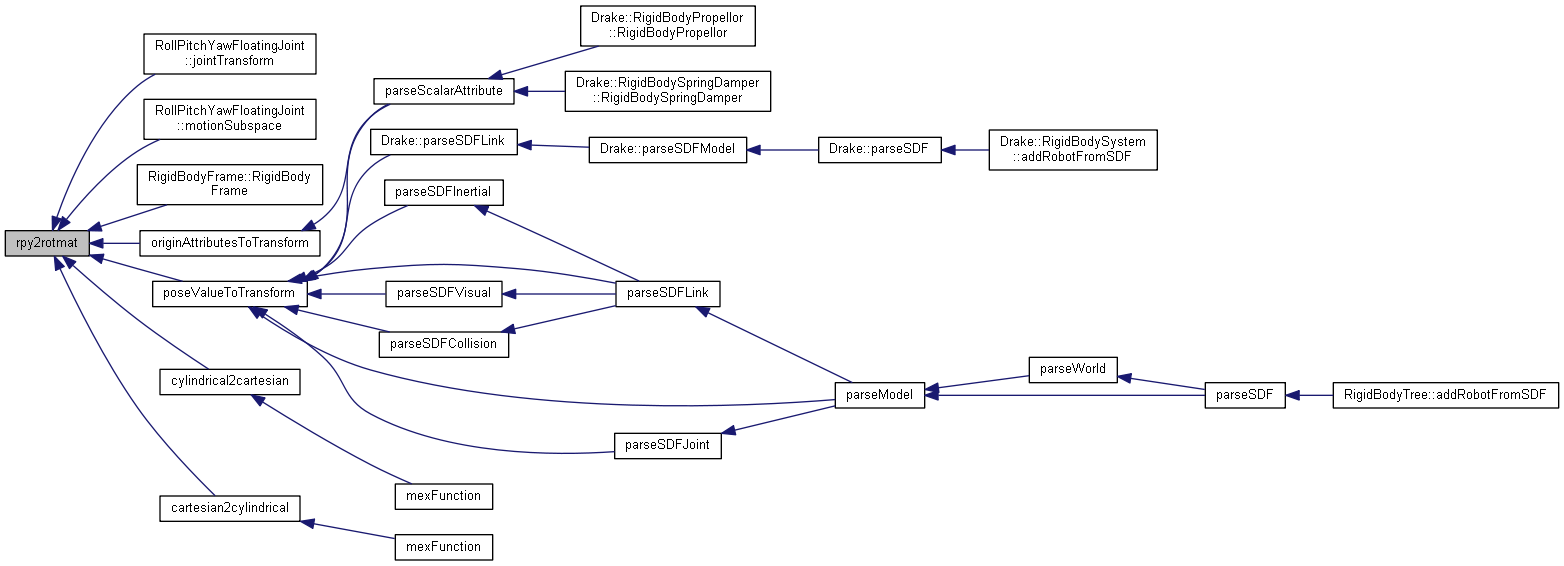 Drake::RigidBodyPropellor
::RigidBodyPropellor
RollPitchYawFloatingJoint
::jointTransform
parseScalarAttribute
Drake::RigidBodySpringDamper
::RigidBodySpringDamper
RollPitchYawFloatingJoint
::motionSubspace
Drake::parseSDFLink
Drake::parseSDFModel
Drake::parseSDF
Drake::RigidBodySystem
::addRobotFromSDF
RigidBodyFrame::RigidBody
Frame
parseSDFInertial
rpy2rotmat
originAttributesToTransform
poseValueToTransform
parseSDFVisual
parseSDFLink
parseSDFCollision
cylindrical2cartesian
parseWorld
parseModel
parseSDF
RigidBodyTree::addRobotFromSDF
parseSDFJoint
mexFunction
cartesian2cylindrical
mexFunction